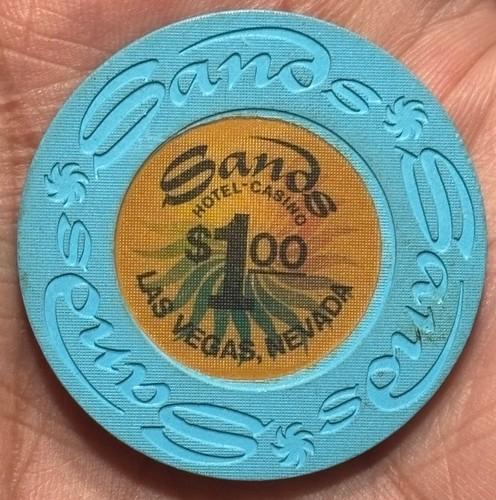 Sands
Sands
Sands
Sands
HOTEL-CASINO
$1.00
LAS VEGAS, NEVADA
Sands